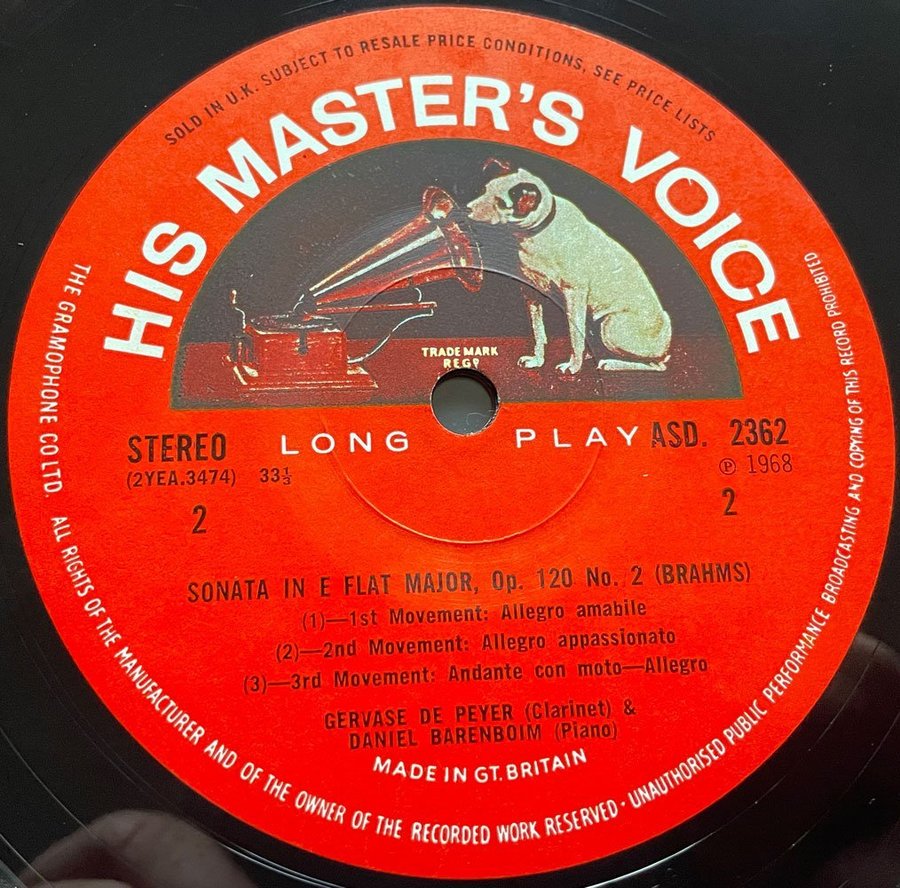 SOLD IN U.K. SUBJECT TO RESALE PRICE CONDITIONS, SEE PRICE LISTS
HIS MASTER'S VOICE
TRADE MARK
REGD
STEREO LONG PLAY ASD. 2362
(2YEA.3474) 33⅓ ℗ 1968
2 2
SONATA IN E FLAT MAJOR, Op. 120 No. 2 (BRAHMS)
(1)—1st Movement: Allegro amabile
(2)—2nd Movement: Allegro appassionato
(3)—3rd Movement: Andante con moto—Allegro
GERVASE DE PEYER (Clarinet) &
DANIEL BARENBOIM (Piano)
MADE IN GT. BRITAIN
THE GRAMOPHONE CO LTD. ALL RIGHTS OF THE MANUFACTURER AND OF THE OWNER OF THE RECORDED WORK RESERVED · UNAUTHORISED PUBLIC PERFORMANCE BROADCASTING AND COPYING OF THIS RECORD PROHIBITED